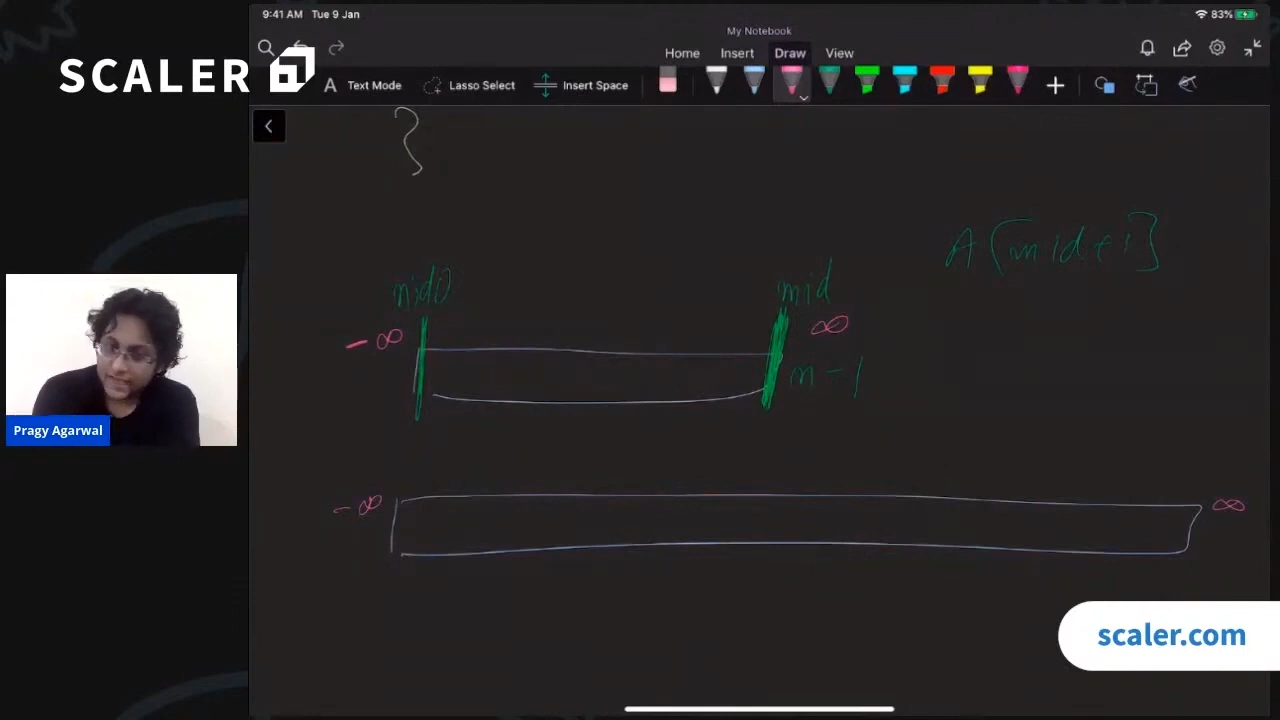 9:41 AM Tue 9 Jan
83%
My Notebook
Home Insert Draw View
SCALER
Text Mode Lasso Select Insert Space
A[mid+1]
mid
mid
-∞
∞
n-1
Pragy Agarwal
-∞
∞
scaler.com